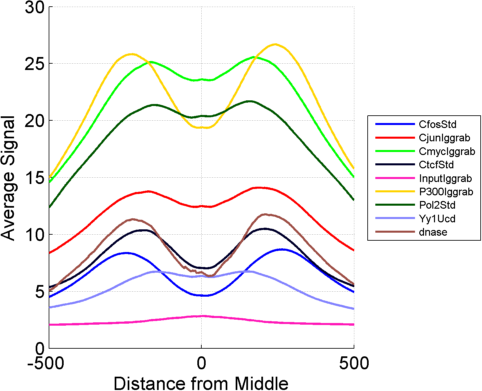 30
25
20
15
10
5
0
Average Signal
-500
0
500
Distance from Middle
CfosStd
CjunIggrab
CmycIggrab
CtcfStd
InputIggrab
P300Iggrab
Pol2Std
Yy1Ucd
dnase